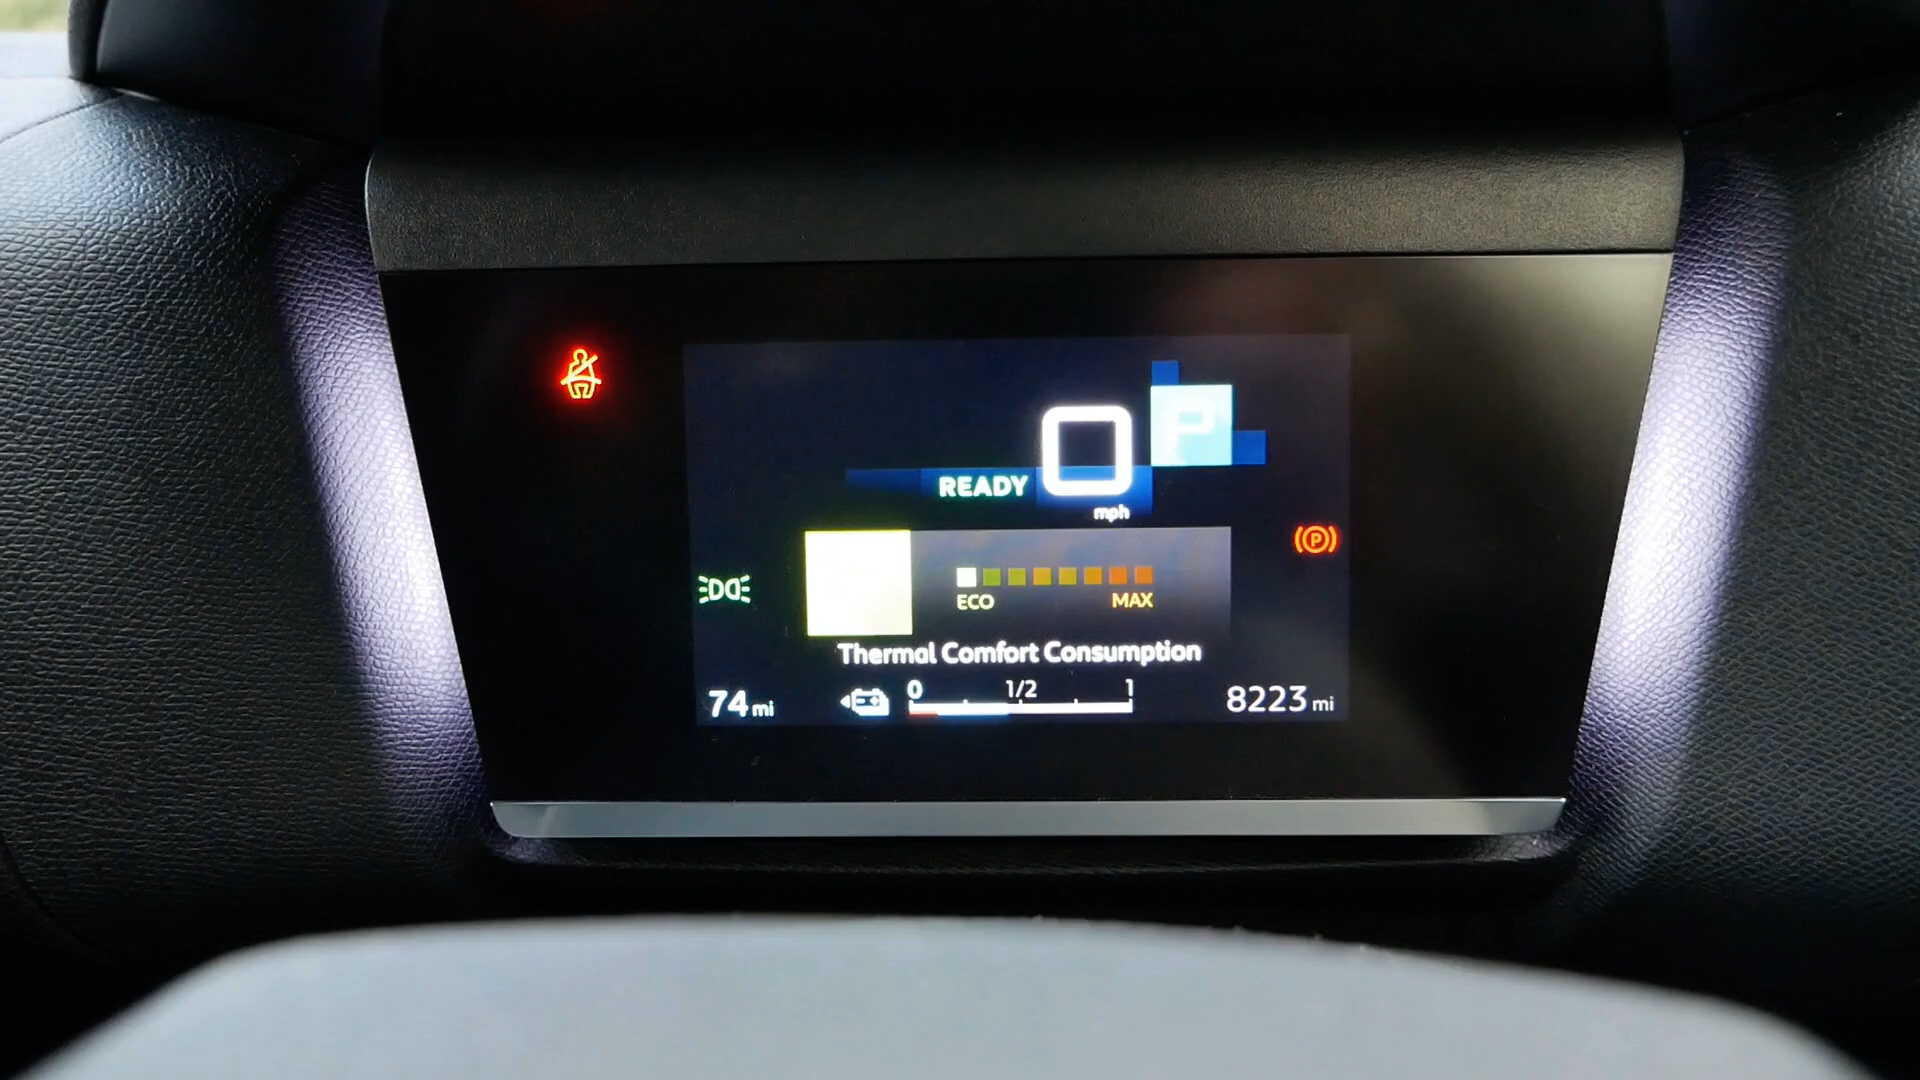 P
0
READY
mph
ECO MAX
Thermal Comfort Consumption
0 1/2 1
74 mi
8223 mi
P